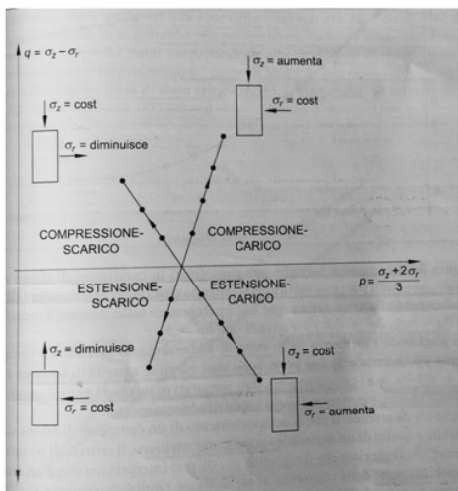 q = σz – σr
σz = aumenta
σr = cost
σz = cost
σr = diminuisce
COMPRESSIONE-
SCARICO
COMPRESSIONE-
CARICO
ESTENSIONE-
SCARICO
ESTENSIONE-
CARICO
p = σz + 2σr
3
σz = diminuisce
σr = cost
σz = cost
σr = aumenta